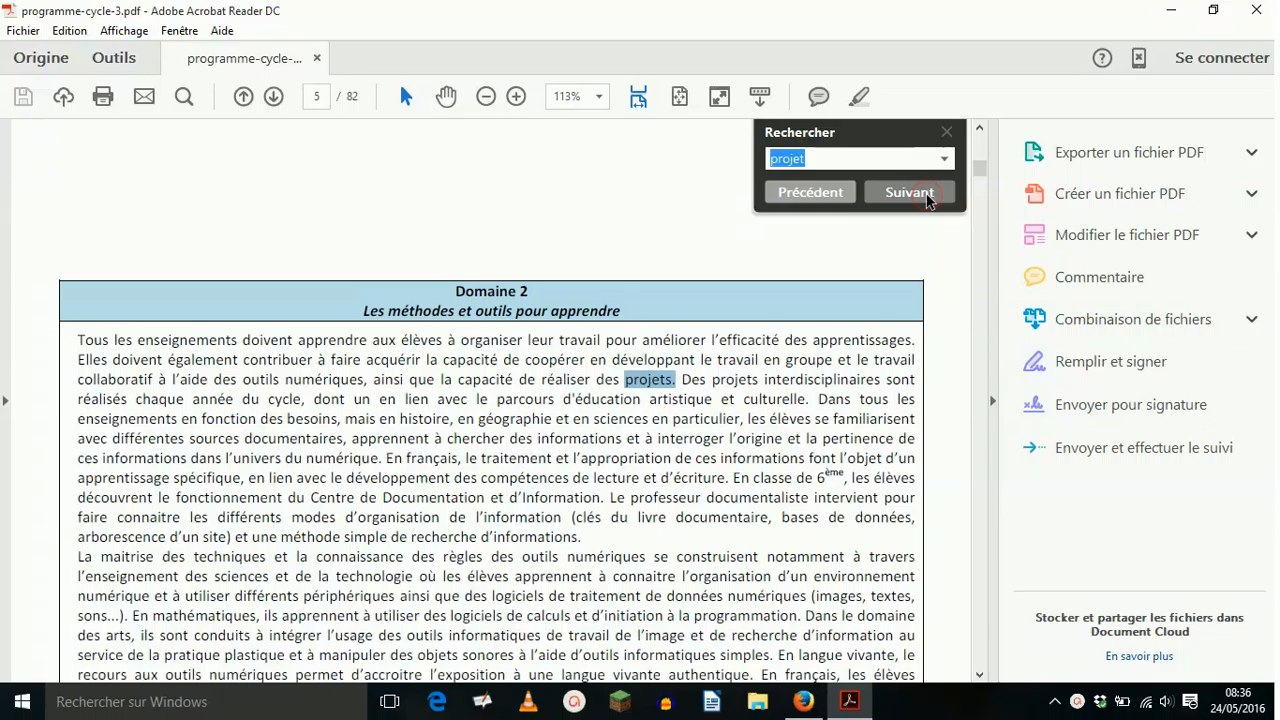 programme-cycle-3.pdf - Adobe Acrobat Reader DC
Fichier Edition Affichage Fenêtre Aide
Origine Outils programme-cycle-... × Se connecter
5 / 82 113%
Rechercher
projet
Précédent Suivant
Exporter un fichier PDF
Créer un fichier PDF
Modifier le fichier PDF
Commentaire
Combinaison de fichiers
Remplir et signer
Envoyer pour signature
Envoyer et effectuer le suivi
Stocker et partager les fichiers dans
Document Cloud
En savoir plus
Domaine 2
Les méthodes et outils pour apprendre
Tous les enseignements doivent apprendre aux élèves à organiser leur travail pour améliorer l'efficacité des apprentissages.
Elles doivent également contribuer à faire acquérir la capacité de coopérer en développant le travail en groupe et le travail
collaboratif à l'aide des outils numériques, ainsi que la capacité de réaliser des projets. Des projets interdisciplinaires sont
réalisés chaque année du cycle, dont un en lien avec le parcours d'éducation artistique et culturelle. Dans tous les
enseignements en fonction des besoins, mais en histoire, en géographie et en sciences en particulier, les élèves se familiarisent
avec différentes sources documentaires, apprennent à chercher des informations et à interroger l'origine et la pertinence de
ces informations dans l'univers du numérique. En français, le traitement et l'appropriation de ces informations font l'objet d'un
apprentissage spécifique, en lien avec le développement des compétences de lecture et d'écriture. En classe de 6ème, les élèves
découvrent le fonctionnement du Centre de Documentation et d'Information. Le professeur documentaliste intervient pour
faire connaitre les différents modes d'organisation de l'information (clés du livre documentaire, bases de données,
arborescence d'un site) et une méthode simple de recherche d'informations.
La maitrise des techniques et la connaissance des règles des outils numériques se construisent notamment à travers
l'enseignement des sciences et de la technologie où les élèves apprennent à connaitre l'organisation d'un environnement
numérique et à utiliser différents périphériques ainsi que des logiciels de traitement de données numériques (images, textes,
sons...). En mathématiques, ils apprennent à utiliser des logiciels de calculs et d'initiation à la programmation. Dans le domaine
des arts, ils sont conduits à intégrer l'usage des outils informatiques de travail de l'image et de recherche d'information au
service de la pratique plastique et à manipuler des objets sonores à l'aide d'outils informatiques simples. En langue vivante, le
recours aux outils numériques permet d'accroitre l'exposition à une langue vivante authentique. En français, les élèves
Rechercher sur Windows
08:36
24/05/2016